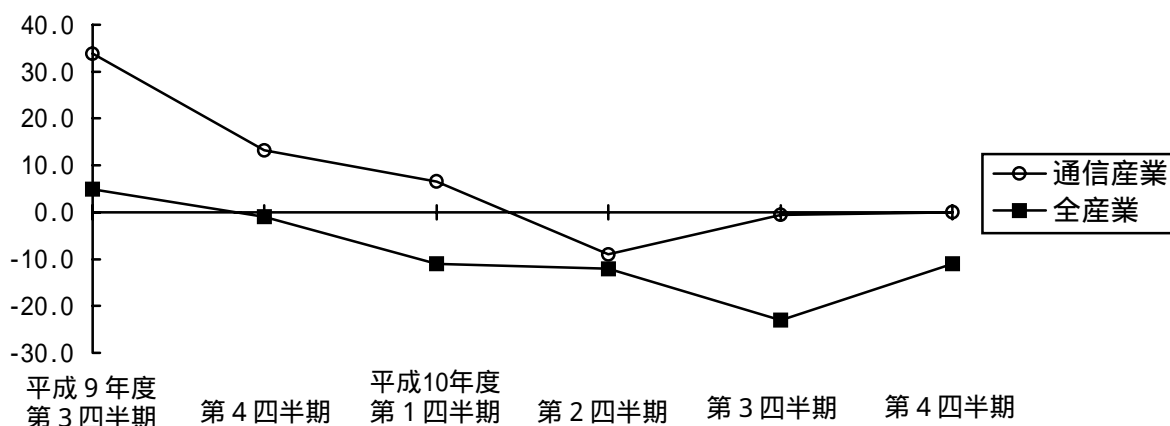 40.0
30.0
20.0
10.0
0.0
-10.0
-20.0
-30.0
通信産業
全産業
平成9年度
第3四半期
第4四半期
平成10年度
第1四半期
第2四半期
第3四半期
第4四半期